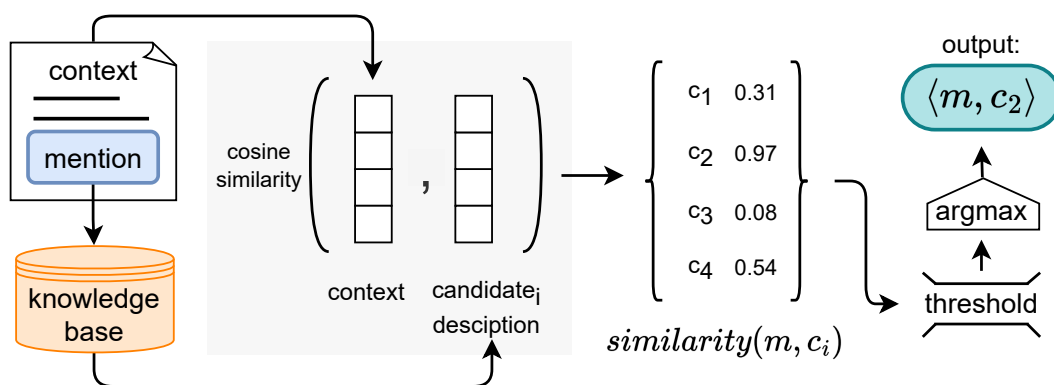 context
mention
knowledge
base
cosine
similarity
,
context
candidateᵢ
desciption
c₁ 0.31
c₂ 0.97
c₃ 0.08
c₄ 0.54
similarity(m, cᵢ)
output:
⟨m, c₂⟩
argmax
threshold